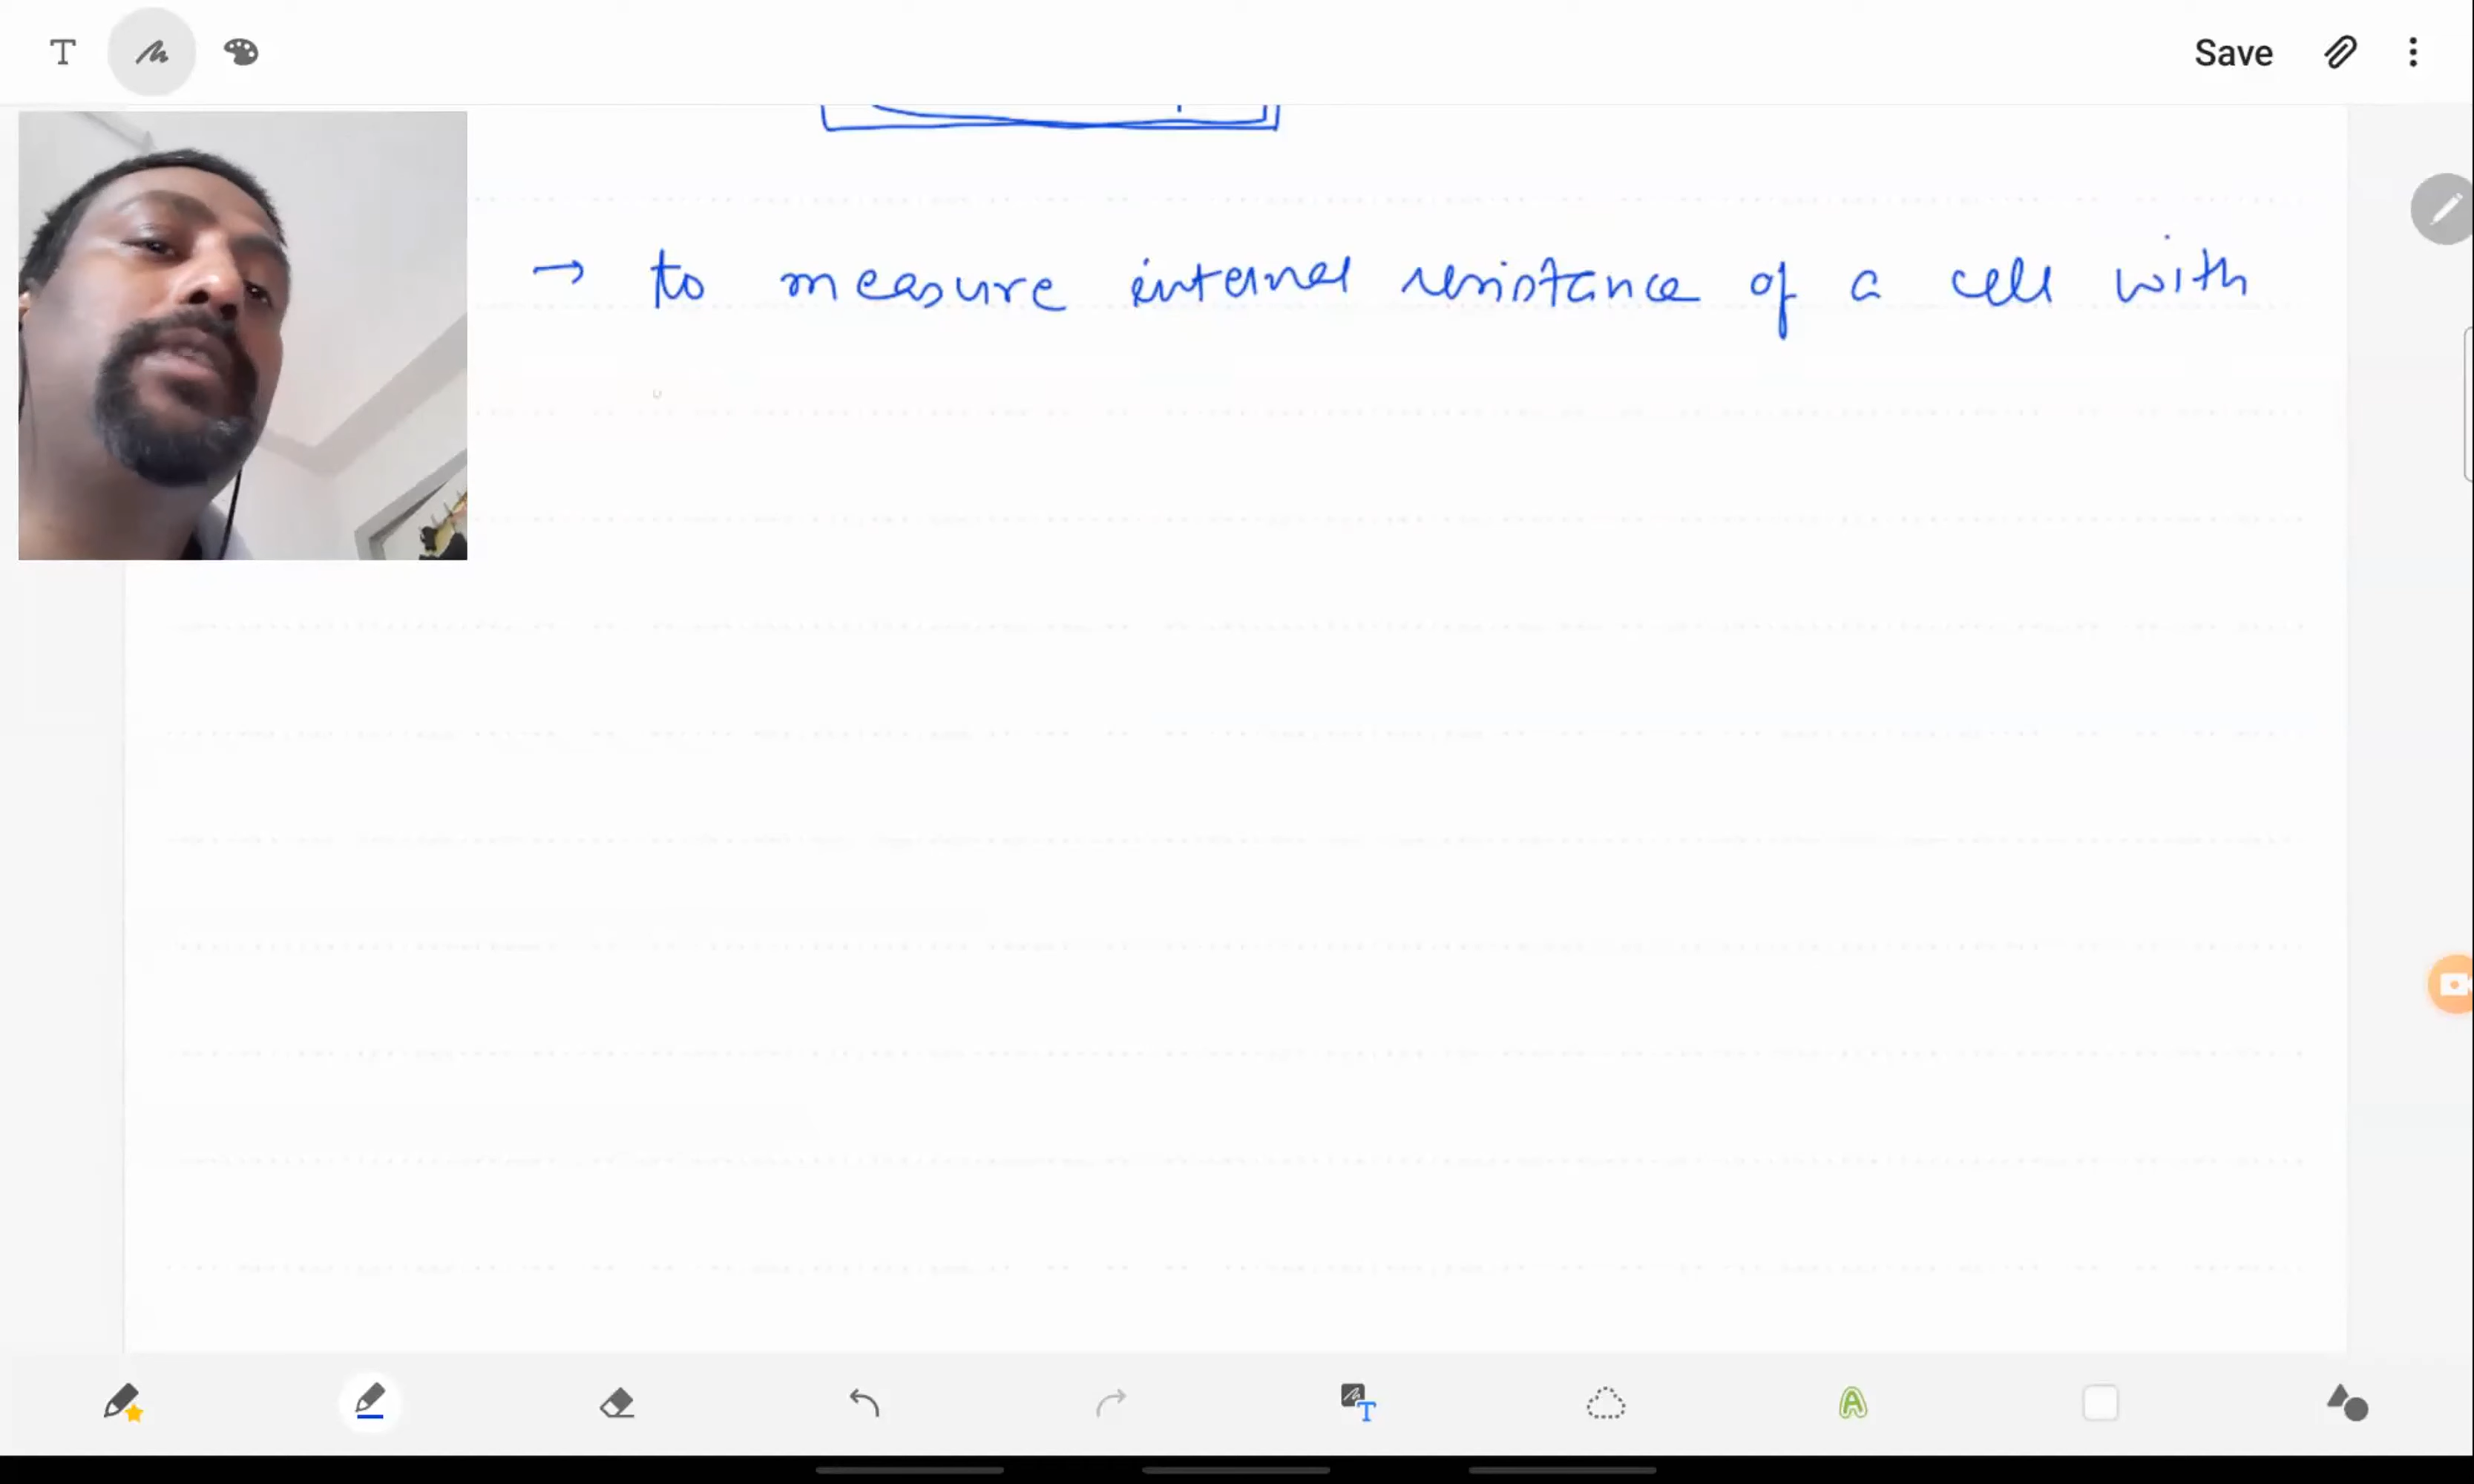 Save
→ to measure internal resistance of a cell with